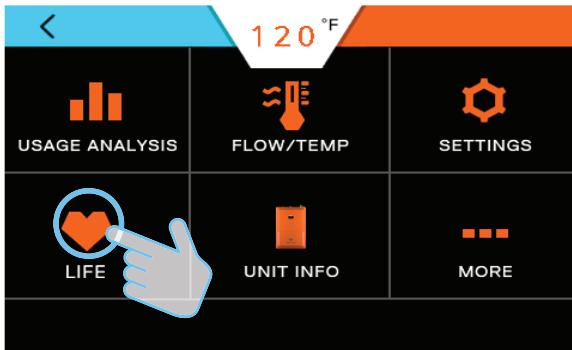 120 °F
USAGE ANALYSIS
FLOW/TEMP
SETTINGS
LIFE
UNIT INFO
MORE